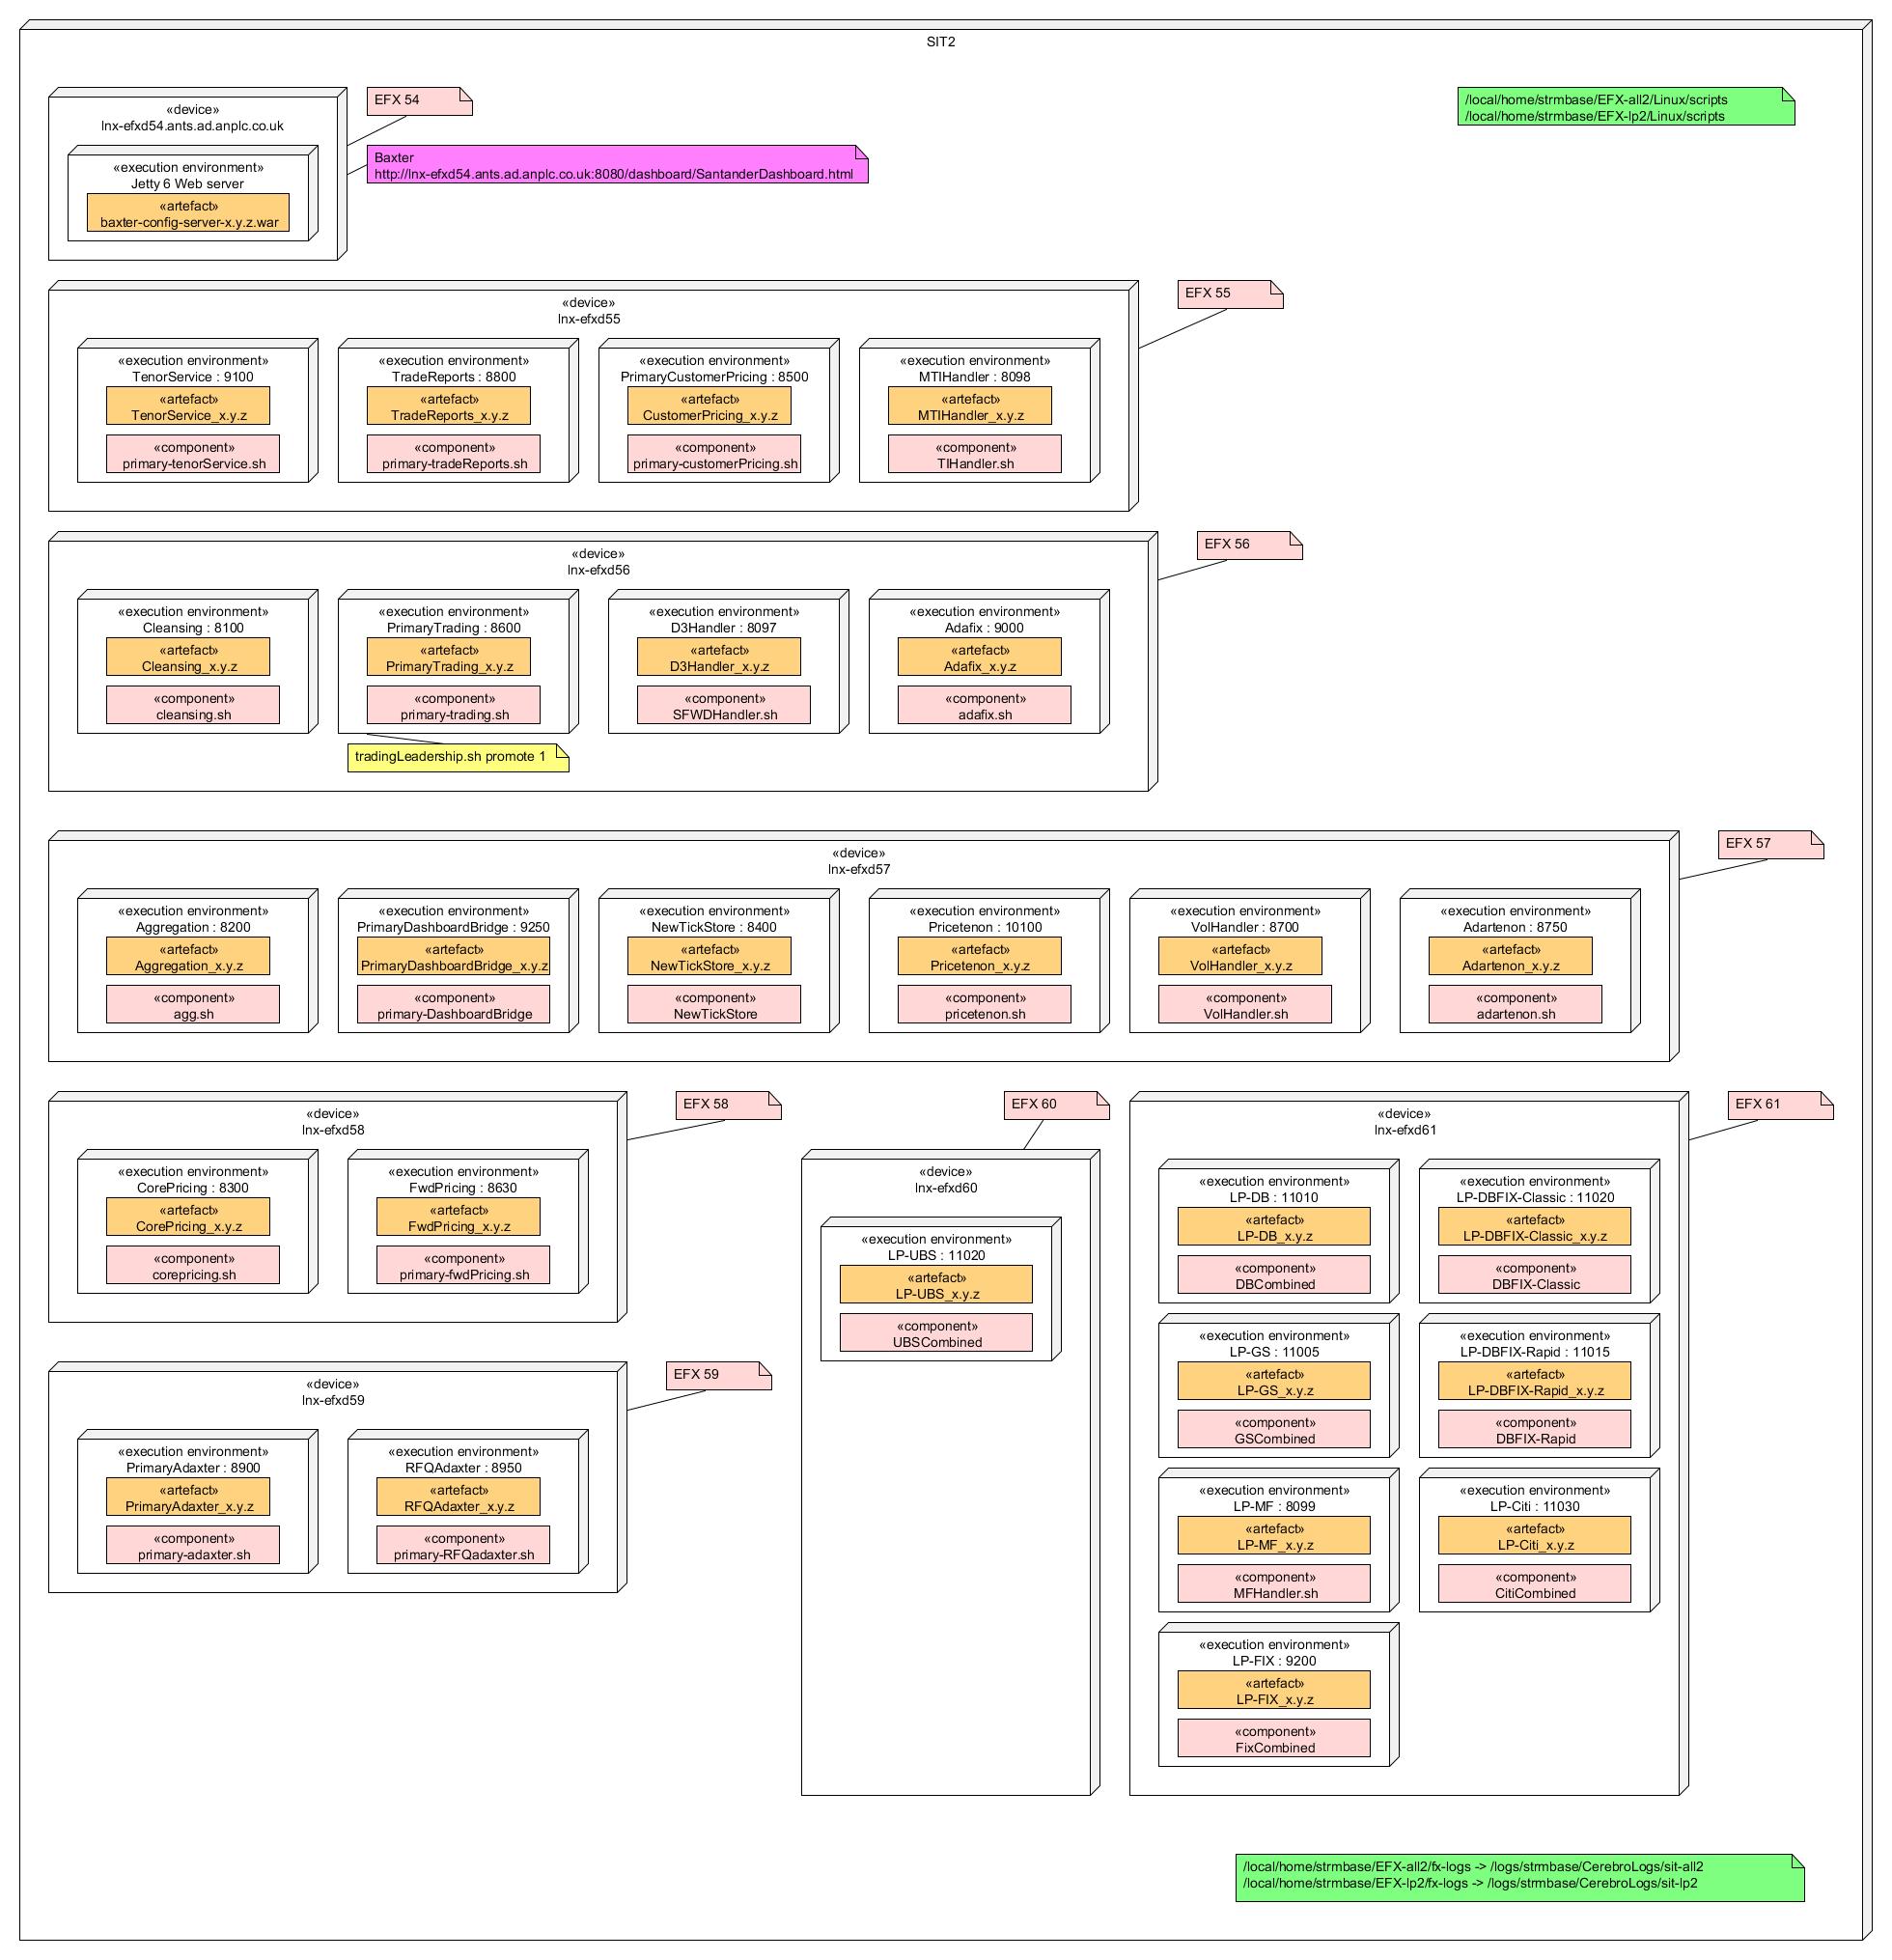 SIT2
«device»
lnx-efxd54.ants.ad.anplc.co.uk
«execution environment»
Jetty 6 Web server
«artefact»
baxter-config-server-x.y.z.war
EFX 54
Baxter
http://lnx-efxd54.ants.ad.anplc.co.uk:8080/dashboard/SantanderDashboard.html
/local/home/strmbase/EFX-all2/Linux/scripts
/local/home/strmbase/EFX-lp2/Linux/scripts
«device»
lnx-efxd55
EFX 55
«execution environment»
TenorService : 9100
«artefact»
TenorService_x.y.z
«component»
primary-tenorService.sh
«execution environment»
TradeReports : 8800
«artefact»
TradeReports_x.y.z
«component»
primary-tradeReports.sh
«execution environment»
PrimaryCustomerPricing : 8500
«artefact»
CustomerPricing_x.y.z
«component»
primary-customerPricing.sh
«execution environment»
MTIHandler : 8098
«artefact»
MTIHandler_x.y.z
«component»
TIHandler.sh
«device»
lnx-efxd56
EFX 56
«execution environment»
Cleansing : 8100
«artefact»
Cleansing_x.y.z
«component»
cleansing.sh
«execution environment»
PrimaryTrading : 8600
«artefact»
PrimaryTrading_x.y.z
«component»
primary-trading.sh
tradingLeadership.sh promote 1
«execution environment»
D3Handler : 8097
«artefact»
D3Handler_x.y.z
«component»
SFWDHandler.sh
«execution environment»
Adafix : 9000
«artefact»
Adafix_x.y.z
«component»
adafix.sh
«device»
lnx-efxd57
EFX 57
«execution environment»
Aggregation : 8200
«artefact»
Aggregation_x.y.z
«component»
agg.sh
«execution environment»
PrimaryDashboardBridge : 9250
«artefact»
PrimaryDashboardBridge_x.y.z
«component»
primary-DashboardBridge
«execution environment»
NewTickStore : 8400
«artefact»
NewTickStore_x.y.z
«component»
NewTickStore
«execution environment»
Pricetenon : 10100
«artefact»
Pricetenon_x.y.z
«component»
pricetenon.sh
«execution environment»
VolHandler : 8700
«artefact»
VolHandler_x.y.z
«component»
VolHandler.sh
«execution environment»
Adartenon : 8750
«artefact»
Adartenon_x.y.z
«component»
adartenon.sh
«device»
lnx-efxd58
EFX 58
«execution environment»
CorePricing : 8300
«artefact»
CorePricing_x.y.z
«component»
corepricing.sh
«execution environment»
FwdPricing : 8630
«artefact»
FwdPricing_x.y.z
«component»
primary-fwdPricing.sh
«device»
lnx-efxd59
EFX 59
«execution environment»
PrimaryAdaxter : 8900
«artefact»
PrimaryAdaxter_x.y.z
«component»
primary-adaxter.sh
«execution environment»
RFQAdaxter : 8950
«artefact»
RFQAdaxter_x.y.z
«component»
primary-RFQadaxter.sh
EFX 60
«device»
lnx-efxd60
«execution environment»
LP-UBS : 11020
«artefact»
LP-UBS_x.y.z
«component»
UBSCombined
«device»
lnx-efxd61
EFX 61
«execution environment»
LP-DB : 11010
«artefact»
LP-DB_x.y.z
«component»
DBCombined
«execution environment»
LP-DBFIX-Classic : 11020
«artefact»
LP-DBFIX-Classic_x.y.z
«component»
DBFIX-Classic
«execution environment»
LP-GS : 11005
«artefact»
LP-GS_x.y.z
«component»
GSCombined
«execution environment»
LP-DBFIX-Rapid : 11015
«artefact»
LP-DBFIX-Rapid_x.y.z
«component»
DBFIX-Rapid
«execution environment»
LP-MF : 8099
«artefact»
LP-MF_x.y.z
«component»
MFHandler.sh
«execution environment»
LP-Citi : 11030
«artefact»
LP-Citi_x.y.z
«component»
CitiCombined
«execution environment»
LP-FIX : 9200
«artefact»
LP-FIX_x.y.z
«component»
FixCombined
/local/home/strmbase/EFX-all2/fx-logs -> /logs/strmbase/CerebroLogs/sit-all2
/local/home/strmbase/EFX-lp2/fx-logs -> /logs/strmbase/CerebroLogs/sit-lp2